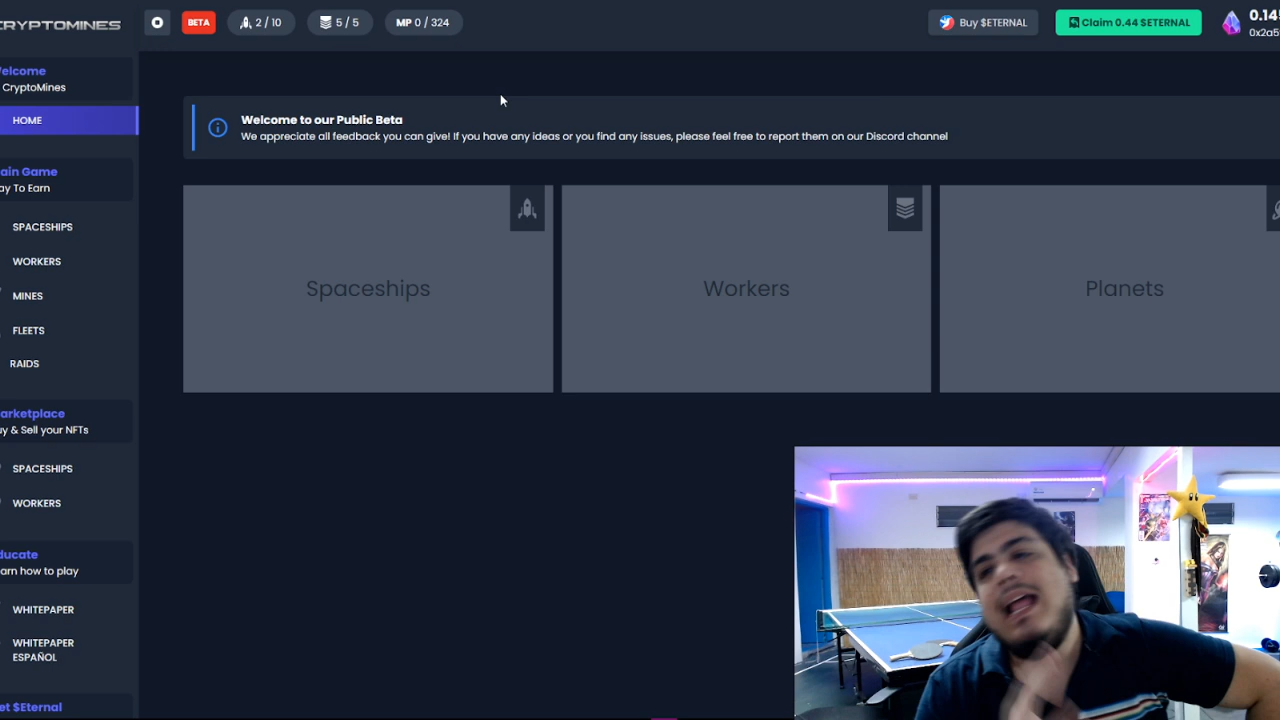 CRYPTOMINES
BETA
2 / 10
5 / 5
MP 0 / 324
Buy $ETERNAL
Claim 0.44 $ETERNAL
0.14
0x2a5
elcome
CryptoMines
HOME
ain Game
ay To Earn
SPACESHIPS
WORKERS
MINES
FLEETS
RAIDS
arketplace
uy & Sell your NFTs
SPACESHIPS
WORKERS
ducate
arn how to play
WHITEPAPER
WHITEPAPER
ESPAÑOL
et $Eternal
Welcome to our Public Beta
We appreciate all feedback you can give! If you have any ideas or you find any issues, please feel free to report them on our Discord channel
Spaceships
Workers
Planets